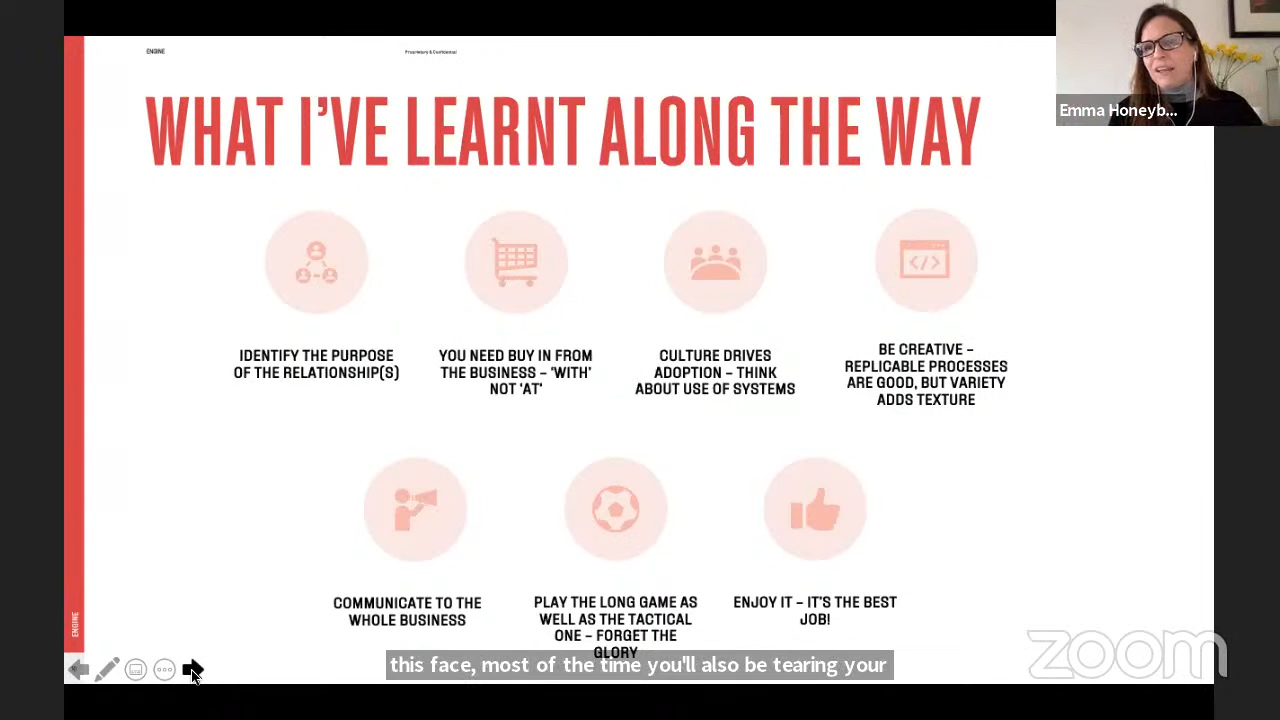 ENGINE
Proprietary & Confidential
WHAT I'VE LEARNT ALONG THE WAY
Emma Honeyb...
IDENTIFY THE PURPOSE
OF THE RELATIONSHIP(S)
YOU NEED BUY IN FROM
THE BUSINESS – 'WITH'
NOT 'AT'
CULTURE DRIVES
ADOPTION – THINK
ABOUT USE OF SYSTEMS
BE CREATIVE –
REPLICABLE PROCESSES
ARE GOOD, BUT VARIETY
ADDS TEXTURE
COMMUNICATE TO THE
WHOLE BUSINESS
PLAY THE LONG GAME AS
WELL AS THE TACTICAL
ONE – FORGET THE
GLORY
ENJOY IT – IT'S THE BEST
JOB!
ENGINE
this face, most of the time you'll also be tearing your
zoom